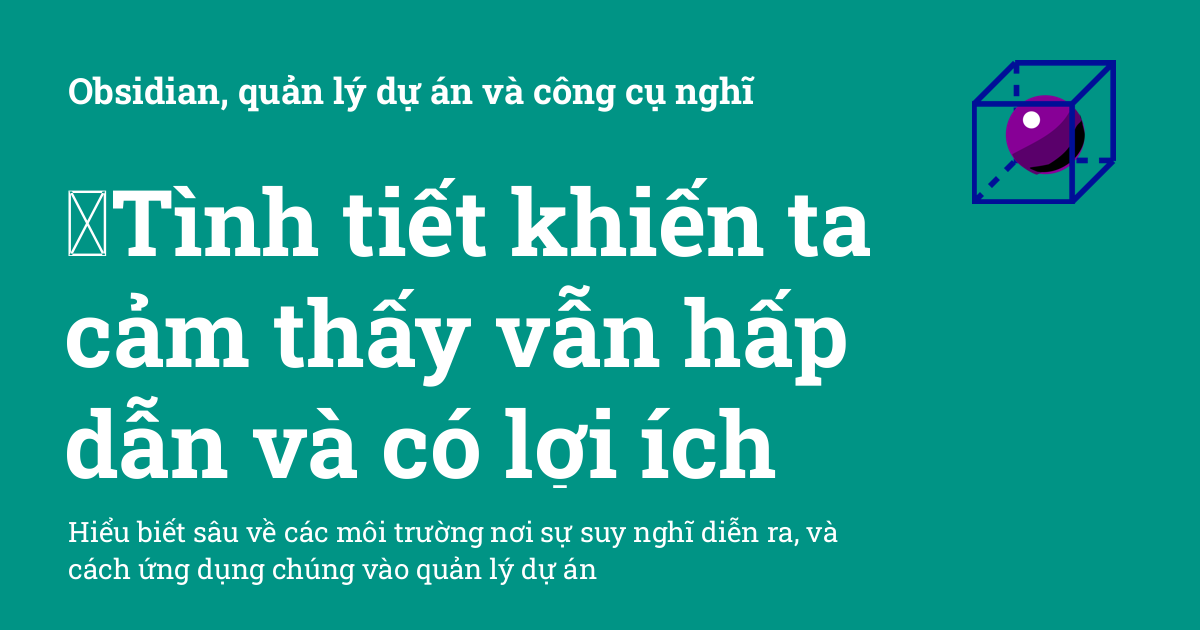 Obsidian, quản lý dự án và công cụ nghĩ
Tình tiết khiến ta
cảm thấy vẫn hấp
dẫn và có lợi ích
Hiểu biết sâu về các môi trường nơi sự suy nghĩ diễn ra, và
cách ứng dụng chúng vào quản lý dự án